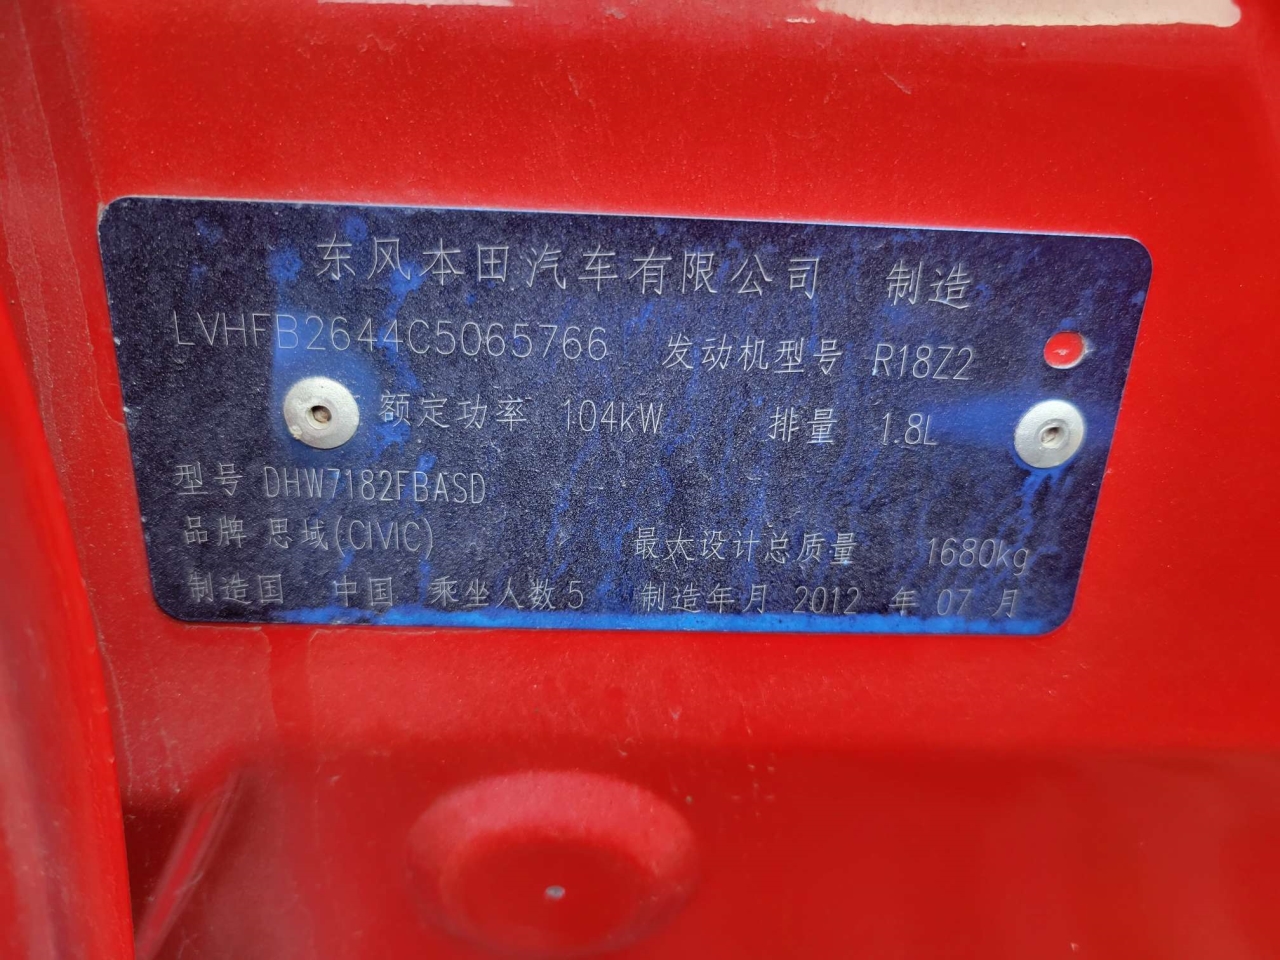 东风本田汽车有限公司 制造
LVHFB2644C5065766 发动机型号 R18Z2
额定功率 104kW 排量 1.8L
型号 DHW7182FBASD
品牌 思域(CIVIC) 最大设计总质量 1680kg
制造国 中国 乘坐人数 5 制造年月 2012 年 07 月